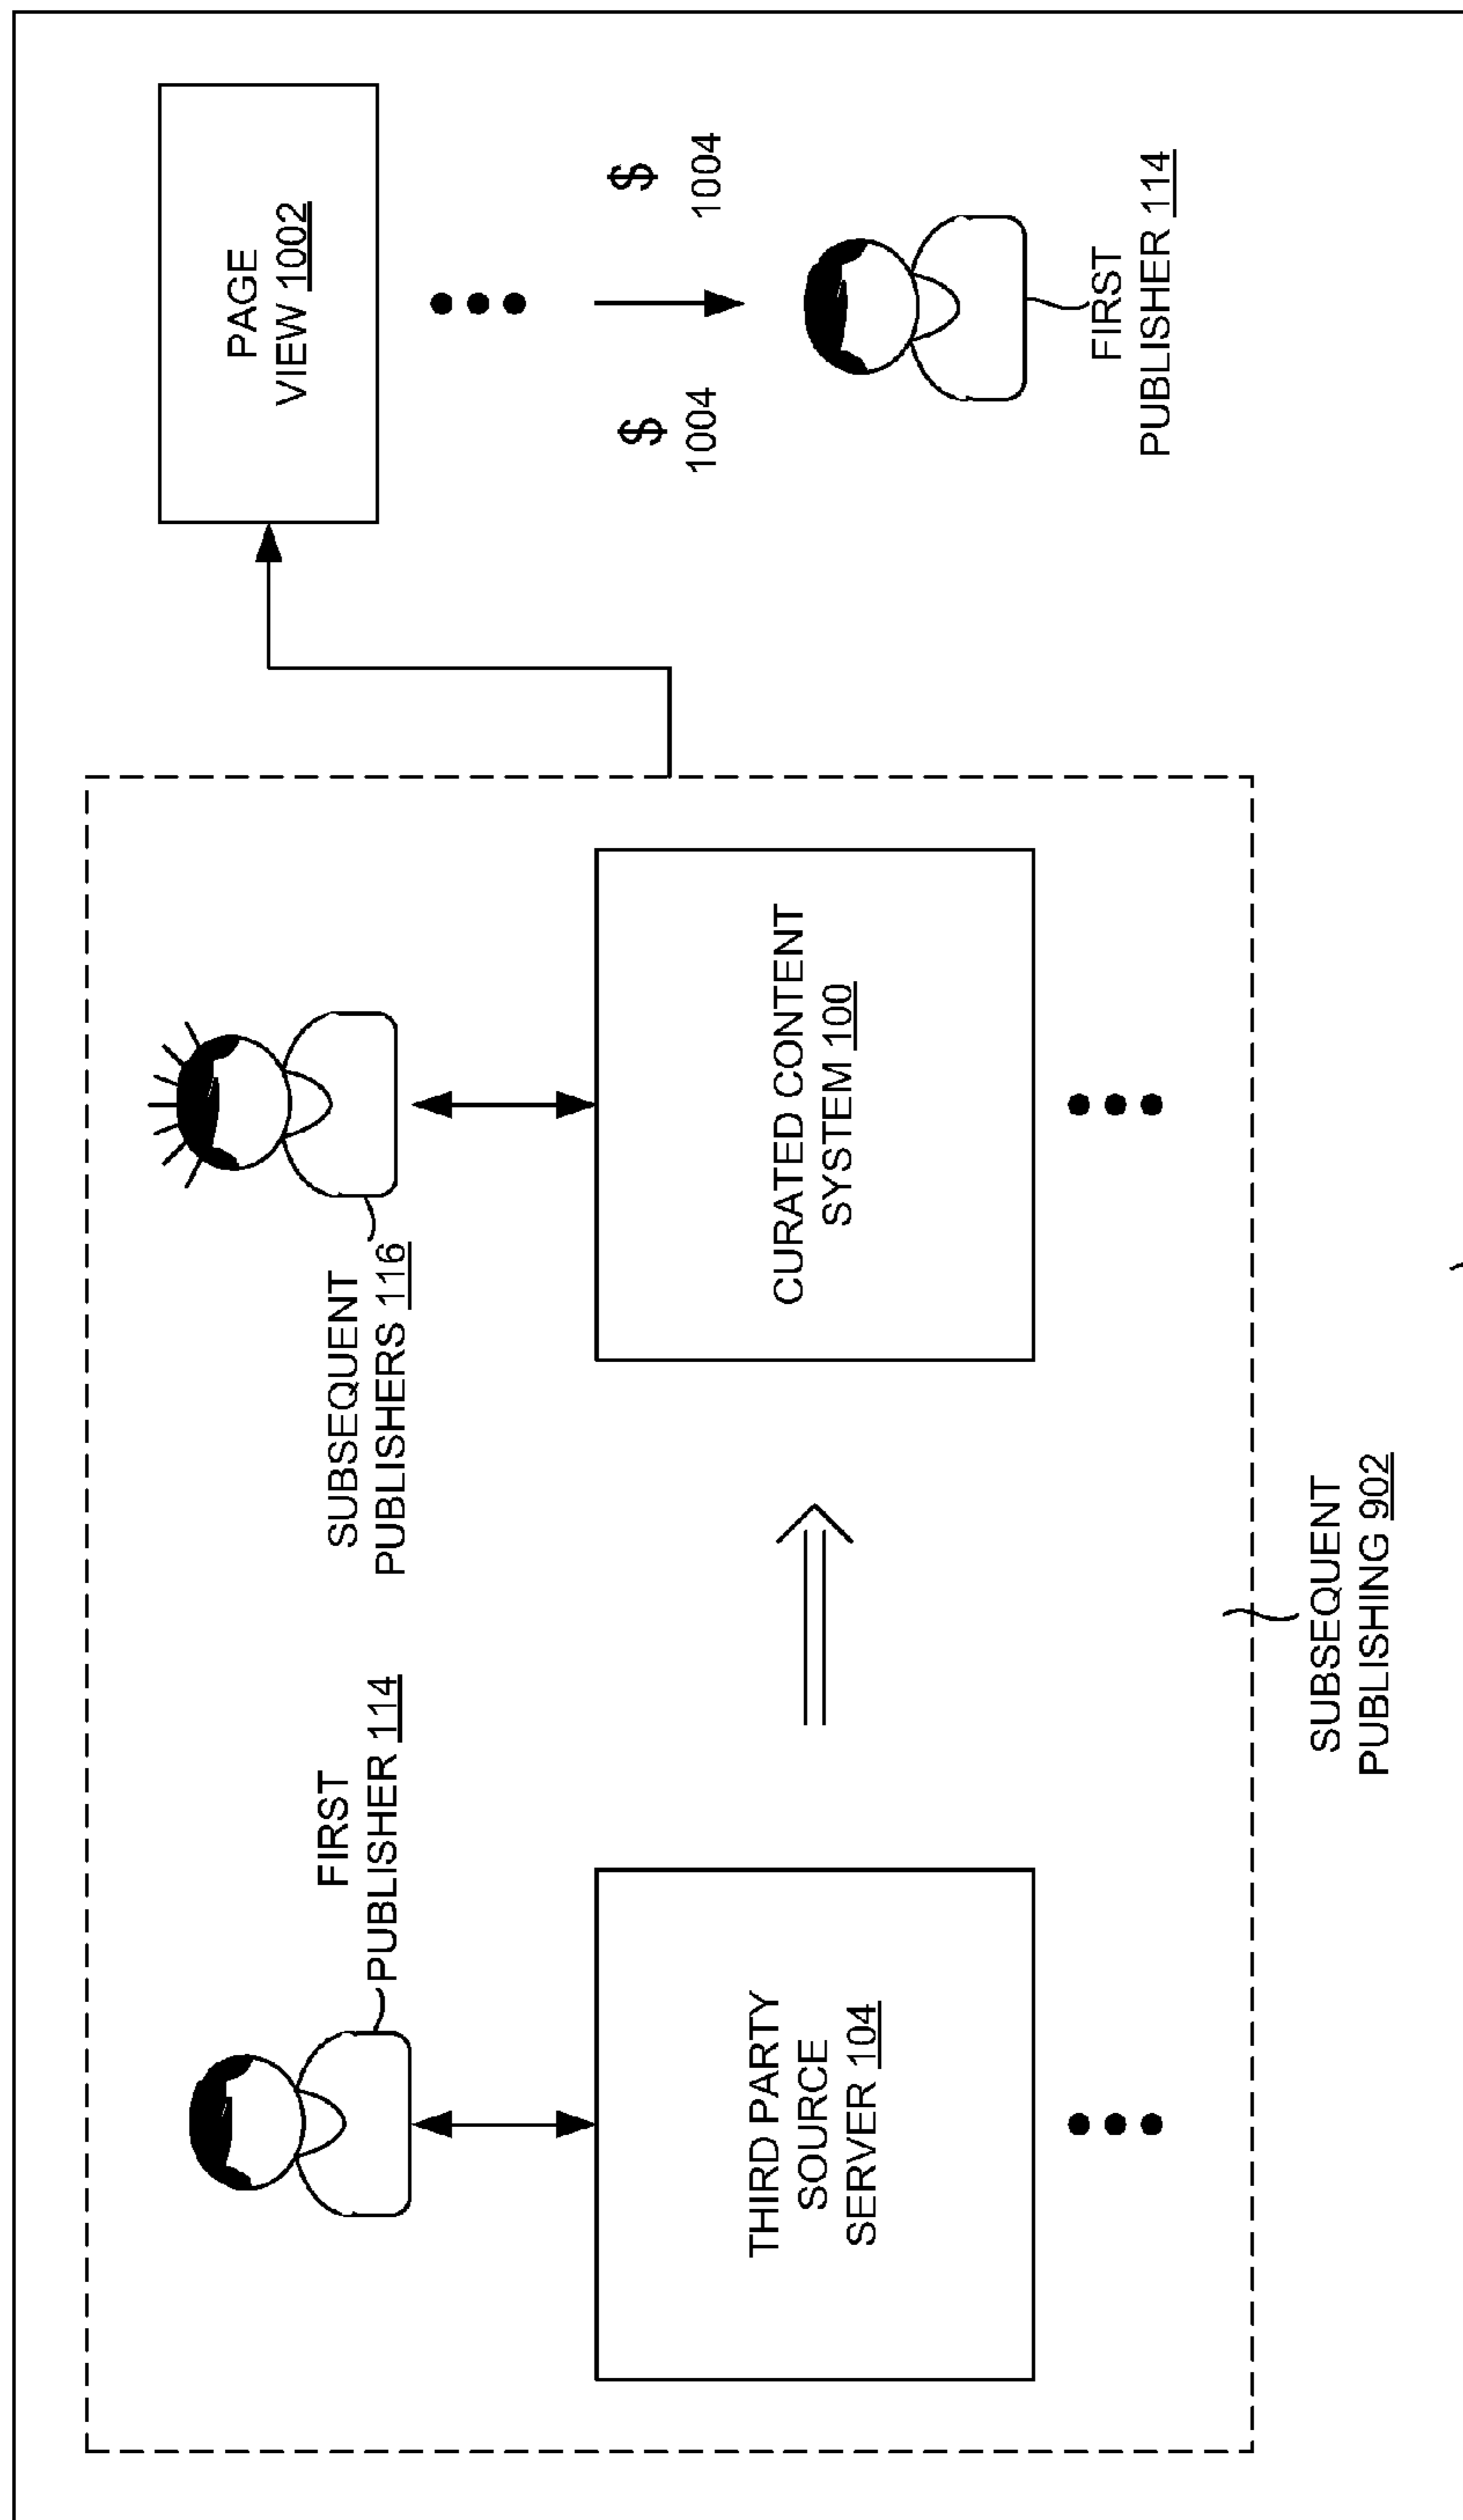 FIRST
PUBLISHER 114
THIRD PARTY
SOURCE
SERVER 104
SUBSEQUENT
PUBLISHERS 116
CURATED CONTENT
SYSTEM 100
SUBSEQUENT
PUBLISHING 902
PAGE
VIEW 1002
$
1004
$
1004
FIRST
PUBLISHER 114